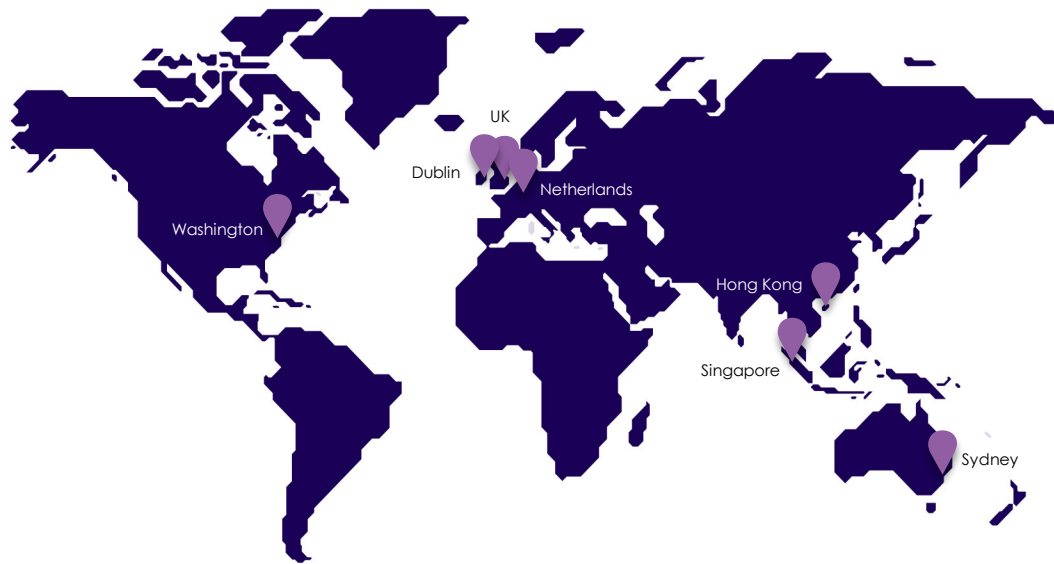 UK
Dublin
Netherlands
Washington
Hong Kong
Singapore
Sydney